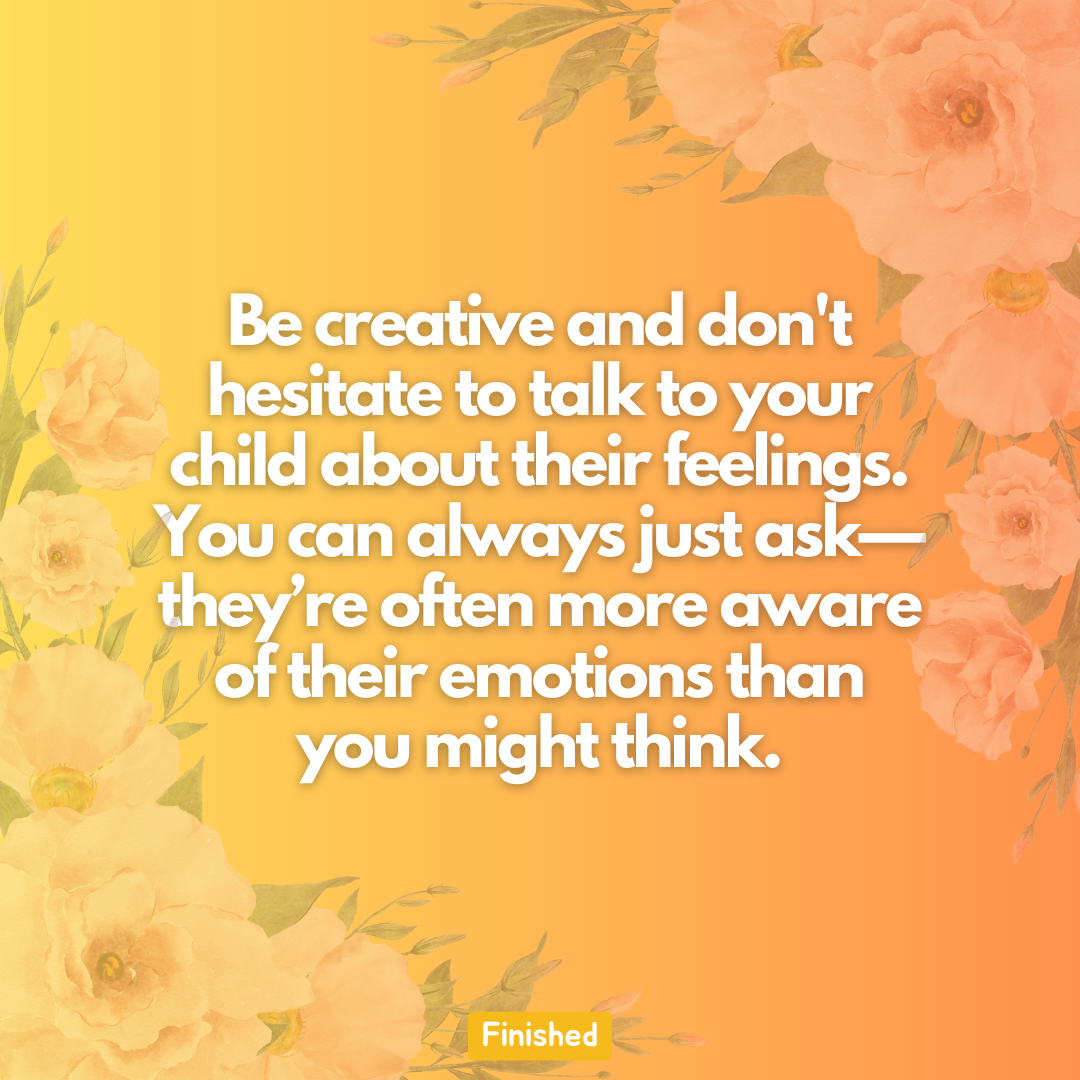 Be creative and don't
hesitate to talk to your
child about their feelings.
You can always just ask—
they’re often more aware
of their emotions than
you might think.
Finished